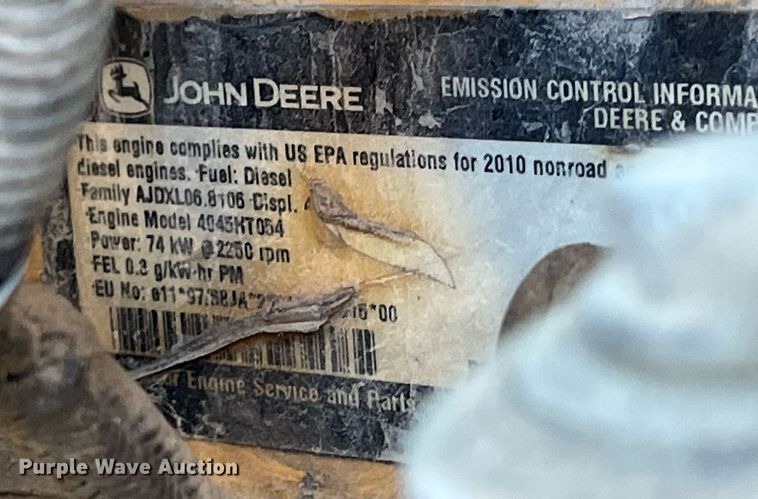 JOHN DEERE
EMISSION CONTROL INFORMA
DEERE & COMP
This engine complies with US EPA regulations for 2010 nonroad
diesel engines. Fuel: Diesel
Family AJDXL06.8106 Displ.
Engine Model 4045HT054
Power: 74 kW @2250 rpm
FEL 0.3 g/kW-hr PM
EU No:
Engine Service and Parts
Purple Wave Auction